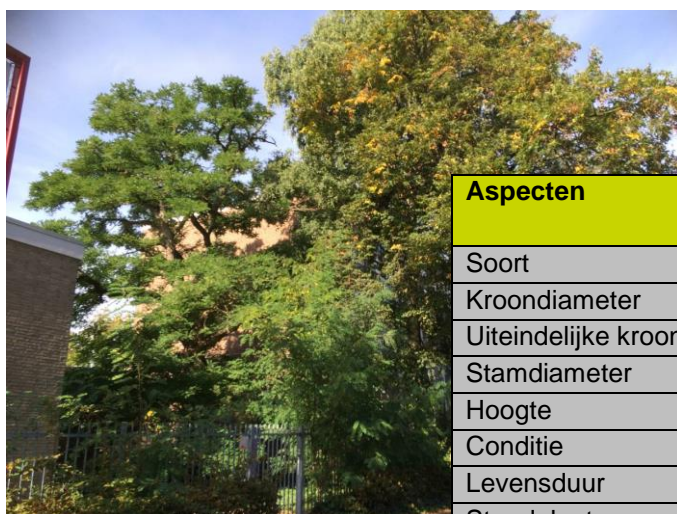 Aspecten
Soort
Kroondiameter
Uiteindelijke kroon
Stamdiameter
Hoogte
Conditie
Levensduur